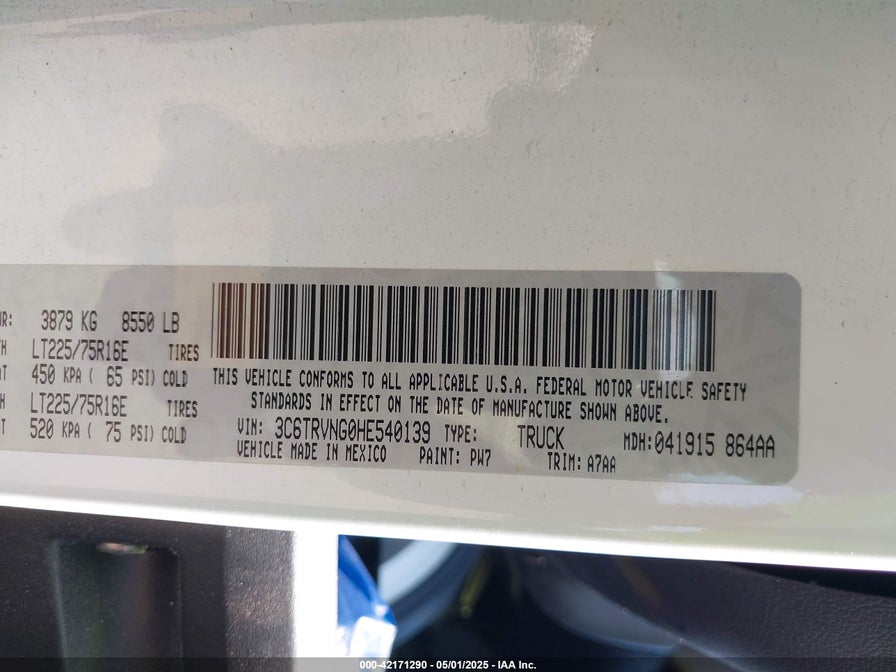 R: 3879 KG 8550 LB
H LT225/75R16E TIRES
T 450 KPA ( 65 PSI) COLD
H LT225/75R16E TIRES
T 520 KPA ( 75 PSI) COLD
THIS VEHICLE CONFORMS TO ALL APPLICABLE U.S.A. FEDERAL MOTOR VEHICLE SAFETY
STANDARDS IN EFFECT ON THE DATE OF MANUFACTURE SHOWN ABOVE.
VIN: 3C6TRVNG0HE540139 TYPE: TRUCK MDH:041915 864AA
VEHICLE MADE IN MEXICO PAINT: PW7 TRIM: A7AA
000-42171290 - 05/01/2025 - IAA Inc.